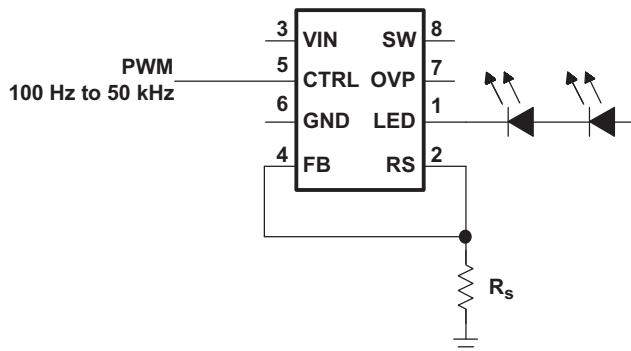 3 VIN SW 8
PWM 5 CTRL OVP 7
100 Hz to 50 kHz
6 GND LED 1
4 FB RS 2
Rs